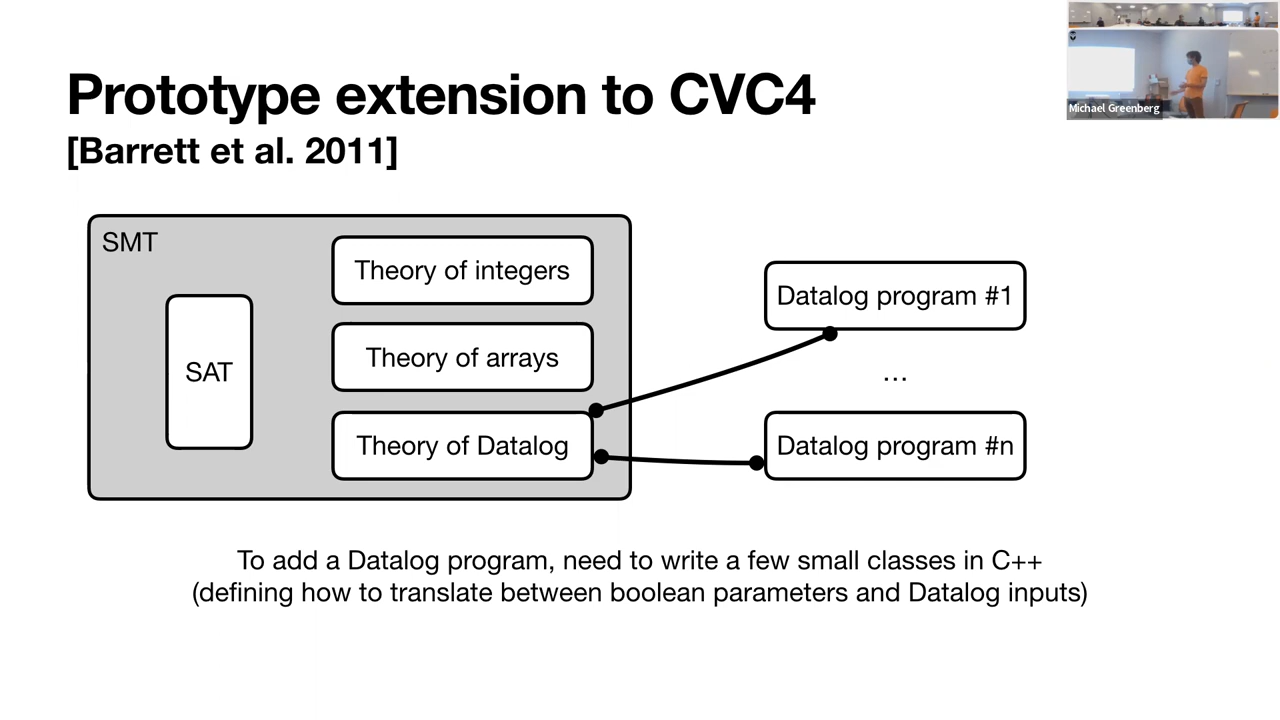 Prototype extension to CVC4
[Barrett et al. 2011]
Michael Greenberg
SMT
SAT
Theory of integers
Theory of arrays
Theory of Datalog
Datalog program #1
...
Datalog program #n
To add a Datalog program, need to write a few small classes in C++
(defining how to translate between boolean parameters and Datalog inputs)